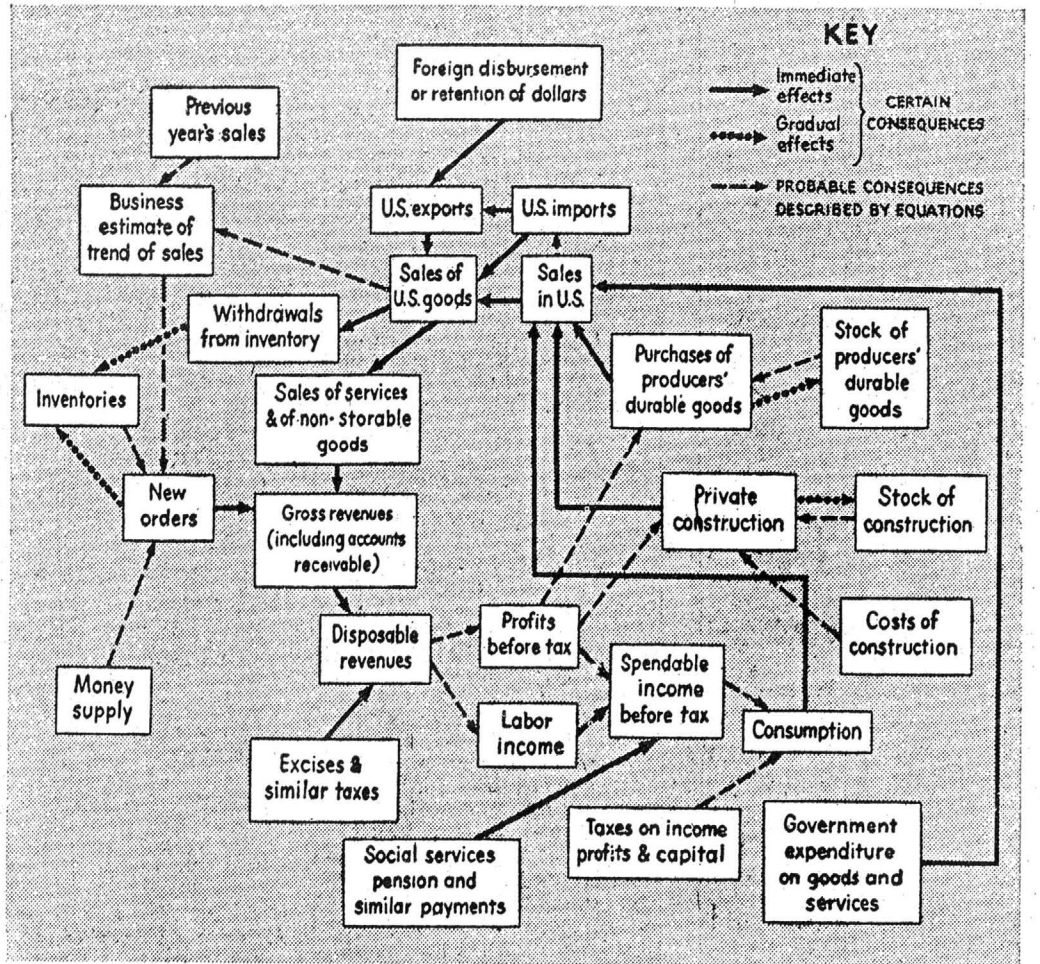 KEY
Immediate
effects
Gradual
effects
CERTAIN
CONSEQUENCES
PROBABLE CONSEQUENCES
DESCRIBED BY EQUATIONS
Foreign disbursement
or retention of dollars
Previous
year's sales
Business
estimate of
trend of sales
U.S. exports
U.S. imports
Sales of
U.S. goods
Sales
in U.S.
Withdrawals
from inventory
Purchases of
producers'
durable goods
Stock of
producers'
durable
goods
Inventories
Sales of services
& of non-storable
goods
New
orders
Gross revenues
(including accounts
receivable)
Private
construction
Stock of
construction
Disposable
revenues
Profits
before tax
Spendable
income
before tax
Costs of
construction
Money
supply
Labor
income
Consumption
Excises &
similar taxes
Social services
pension and
similar payments
Taxes on income
profits & capital
Government
expenditure
on goods and
services